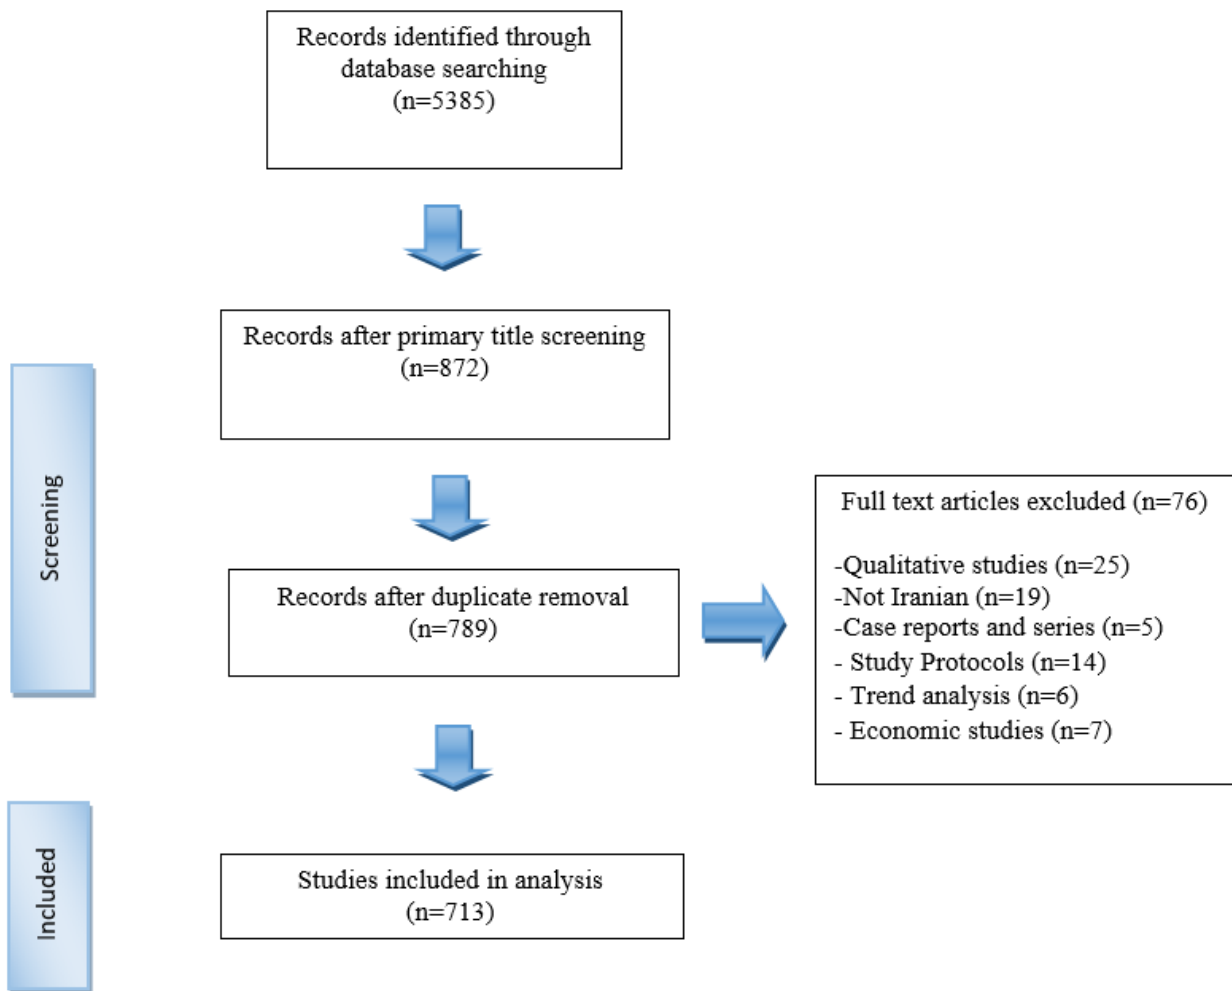 Records identified through
database searching
(n=5385)
Records after primary title screening
(n=872)
Screening
Records after duplicate removal
(n=789)
Full text articles excluded (n=76)
-Qualitative studies (n=25)
-Not Iranian (n=19)
-Case reports and series (n=5)
- Study Protocols (n=14)
- Trend analysis (n=6)
- Economic studies (n=7)
Included
Studies included in analysis
(n=713)